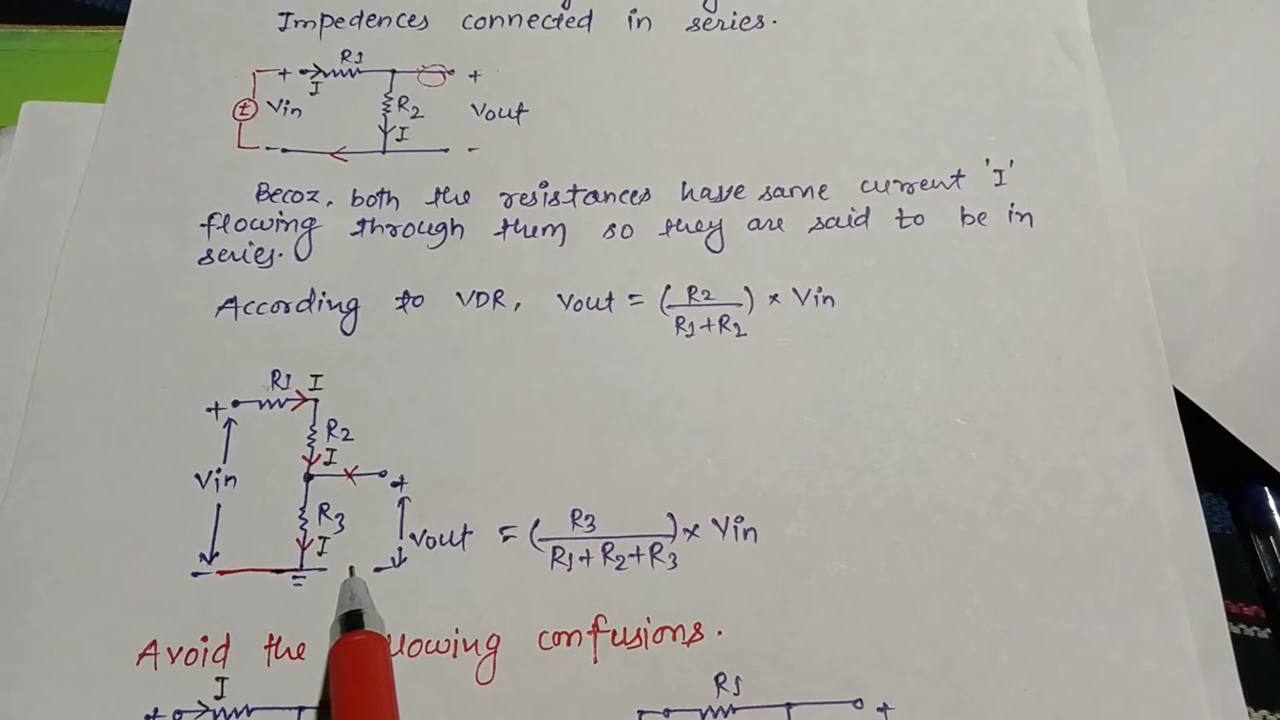 Impedences connected in series.
R1
+ I +
Vin R2 Vout
I
- -
Becoz, both the resistances have same current 'I'
flowing through them so they are said to be in
series.
According to VDR, Vout = (R2 / R1+R2) × Vin
R1 I
+
R2
I
Vin +
R3
I
Vout = (R3 / R1+R2+R3) × Vin
- -
Avoid the llowing confusions.
I R1
+ +